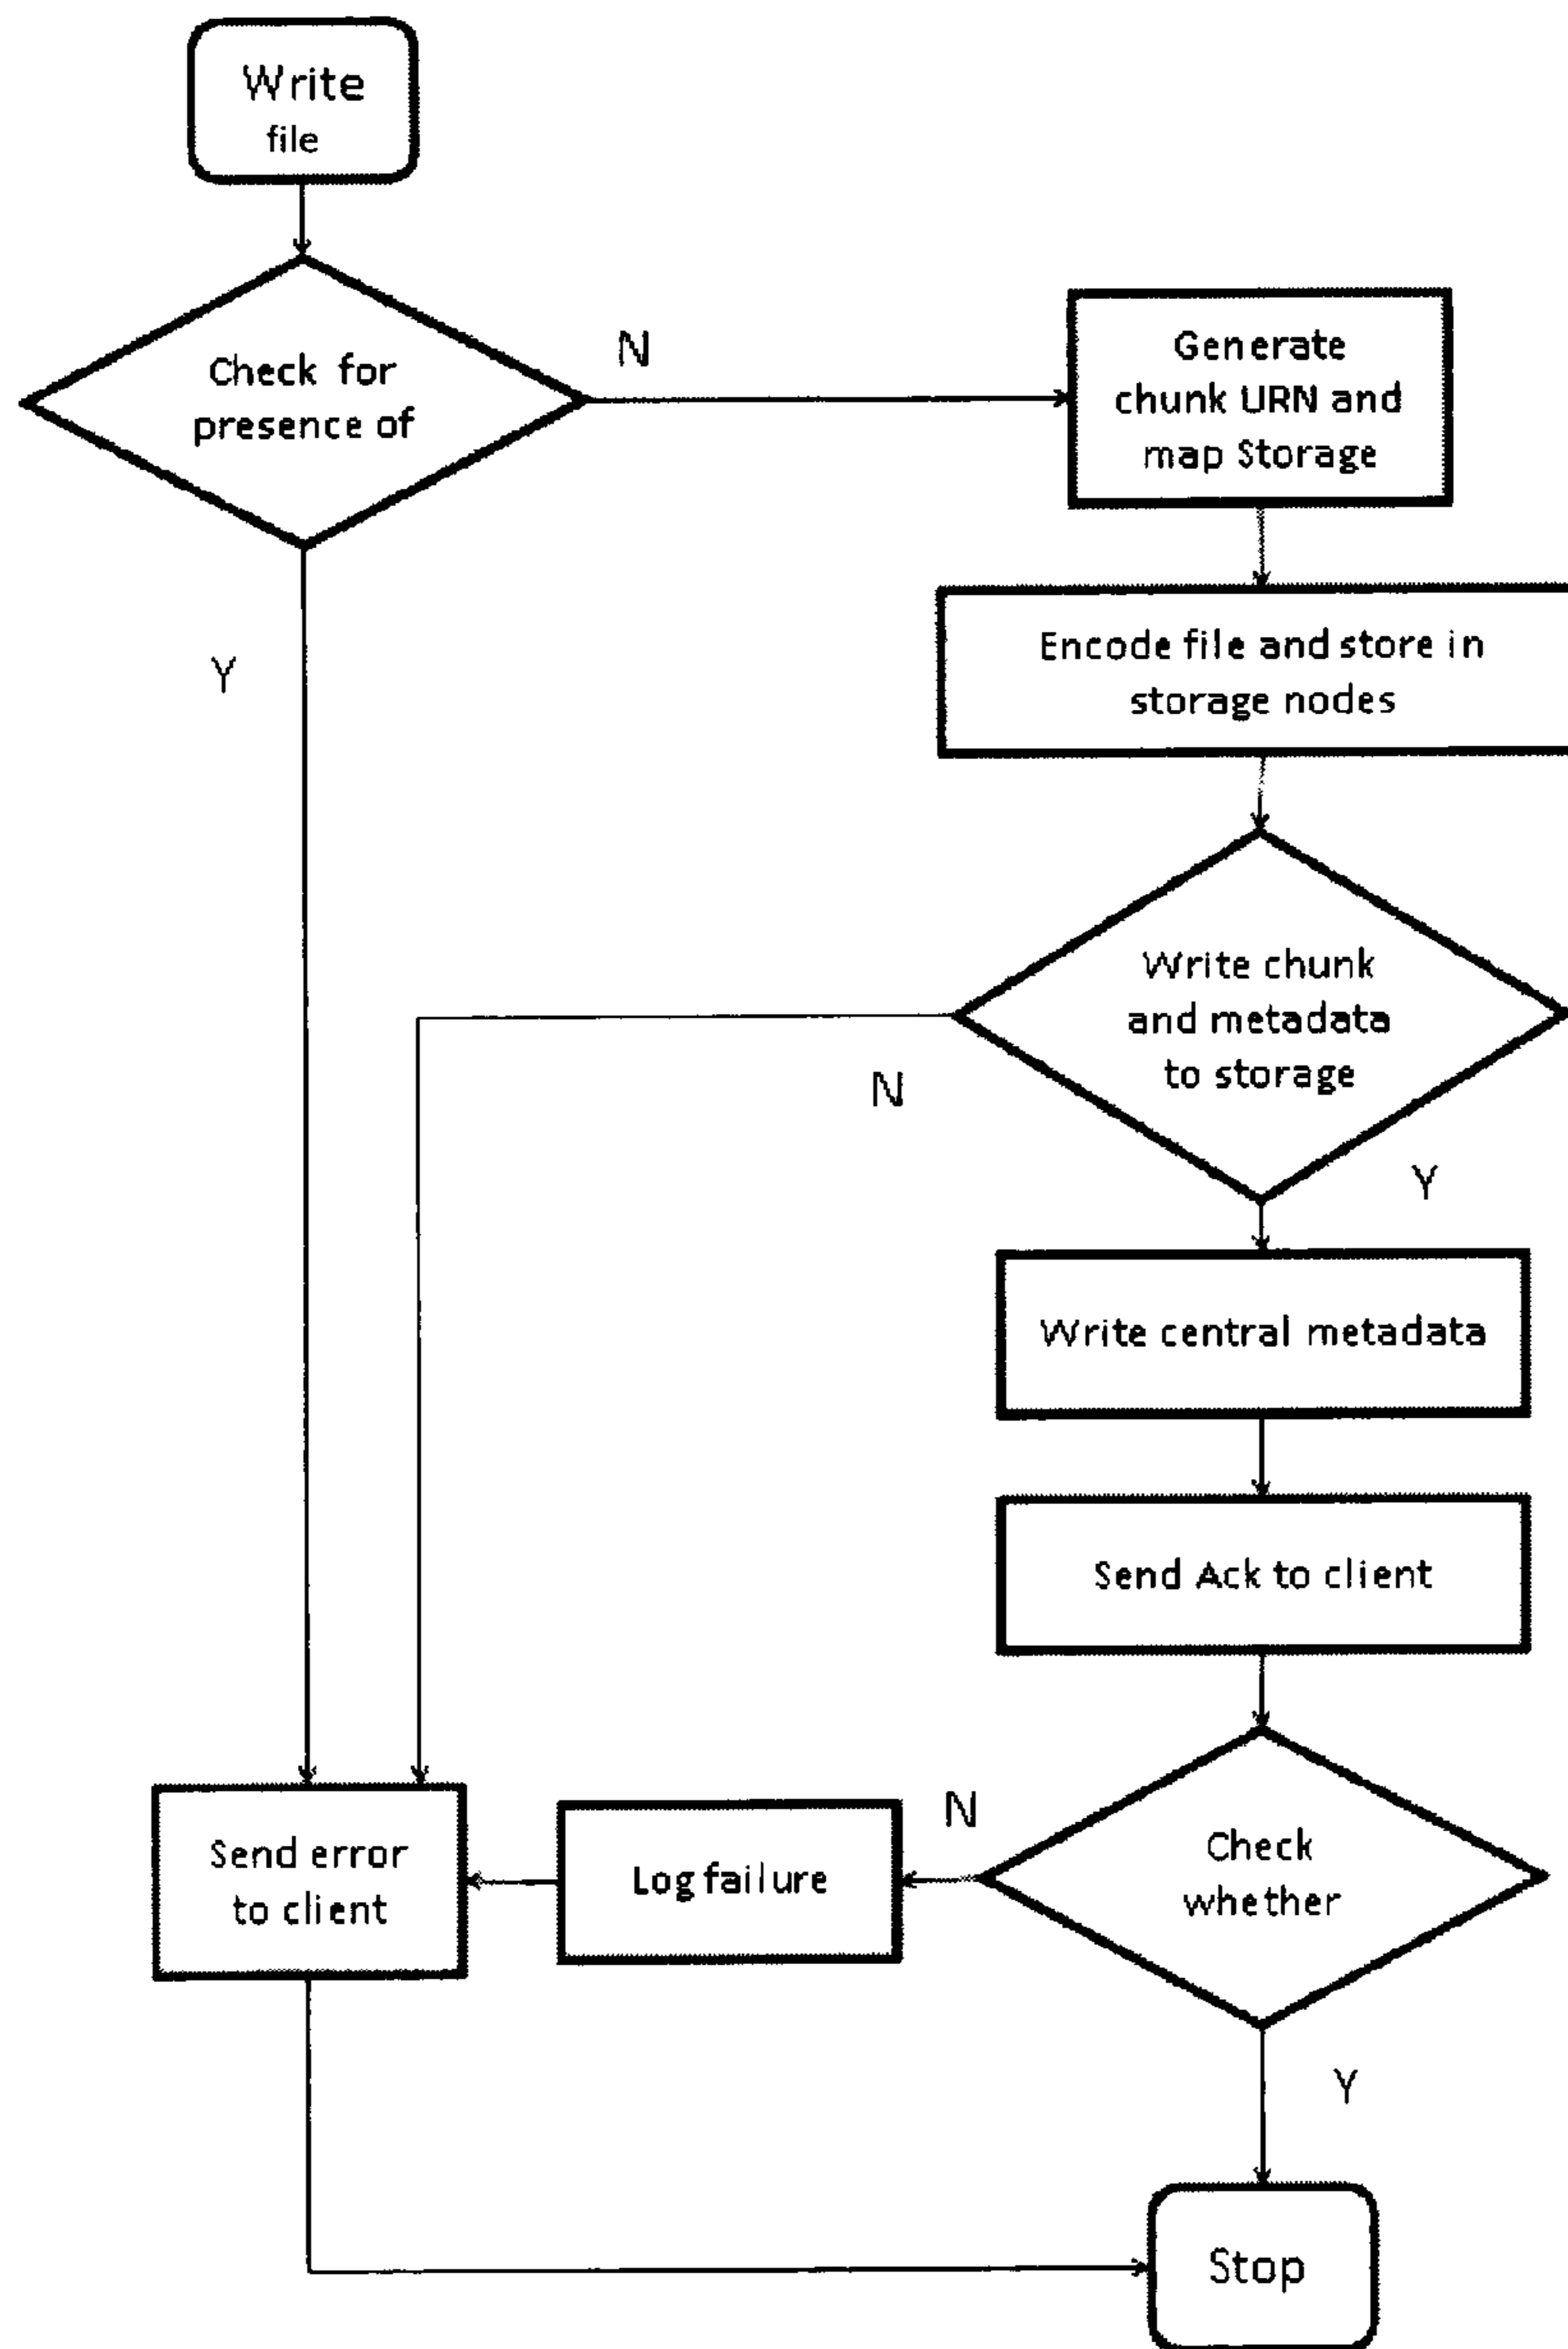 Write
file
Check for
presence of
N
Generate
chunk URN and
map Storage
Y
Encode file and store in
storage nodes
Write chunk
and metadata
to storage
N
Y
Write central metadata
Send Ack to client
Send error
to client
Log failure
N
Check
whether
Y
Stop